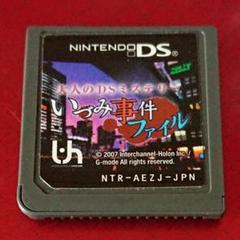 NINTENDO DS
大人のDSミステリー
いづみ事件
ファイル
© 2007 Interchannel-Holon Inc. /
G-mode All rights reserved.
NTR-AEZJ-JPN